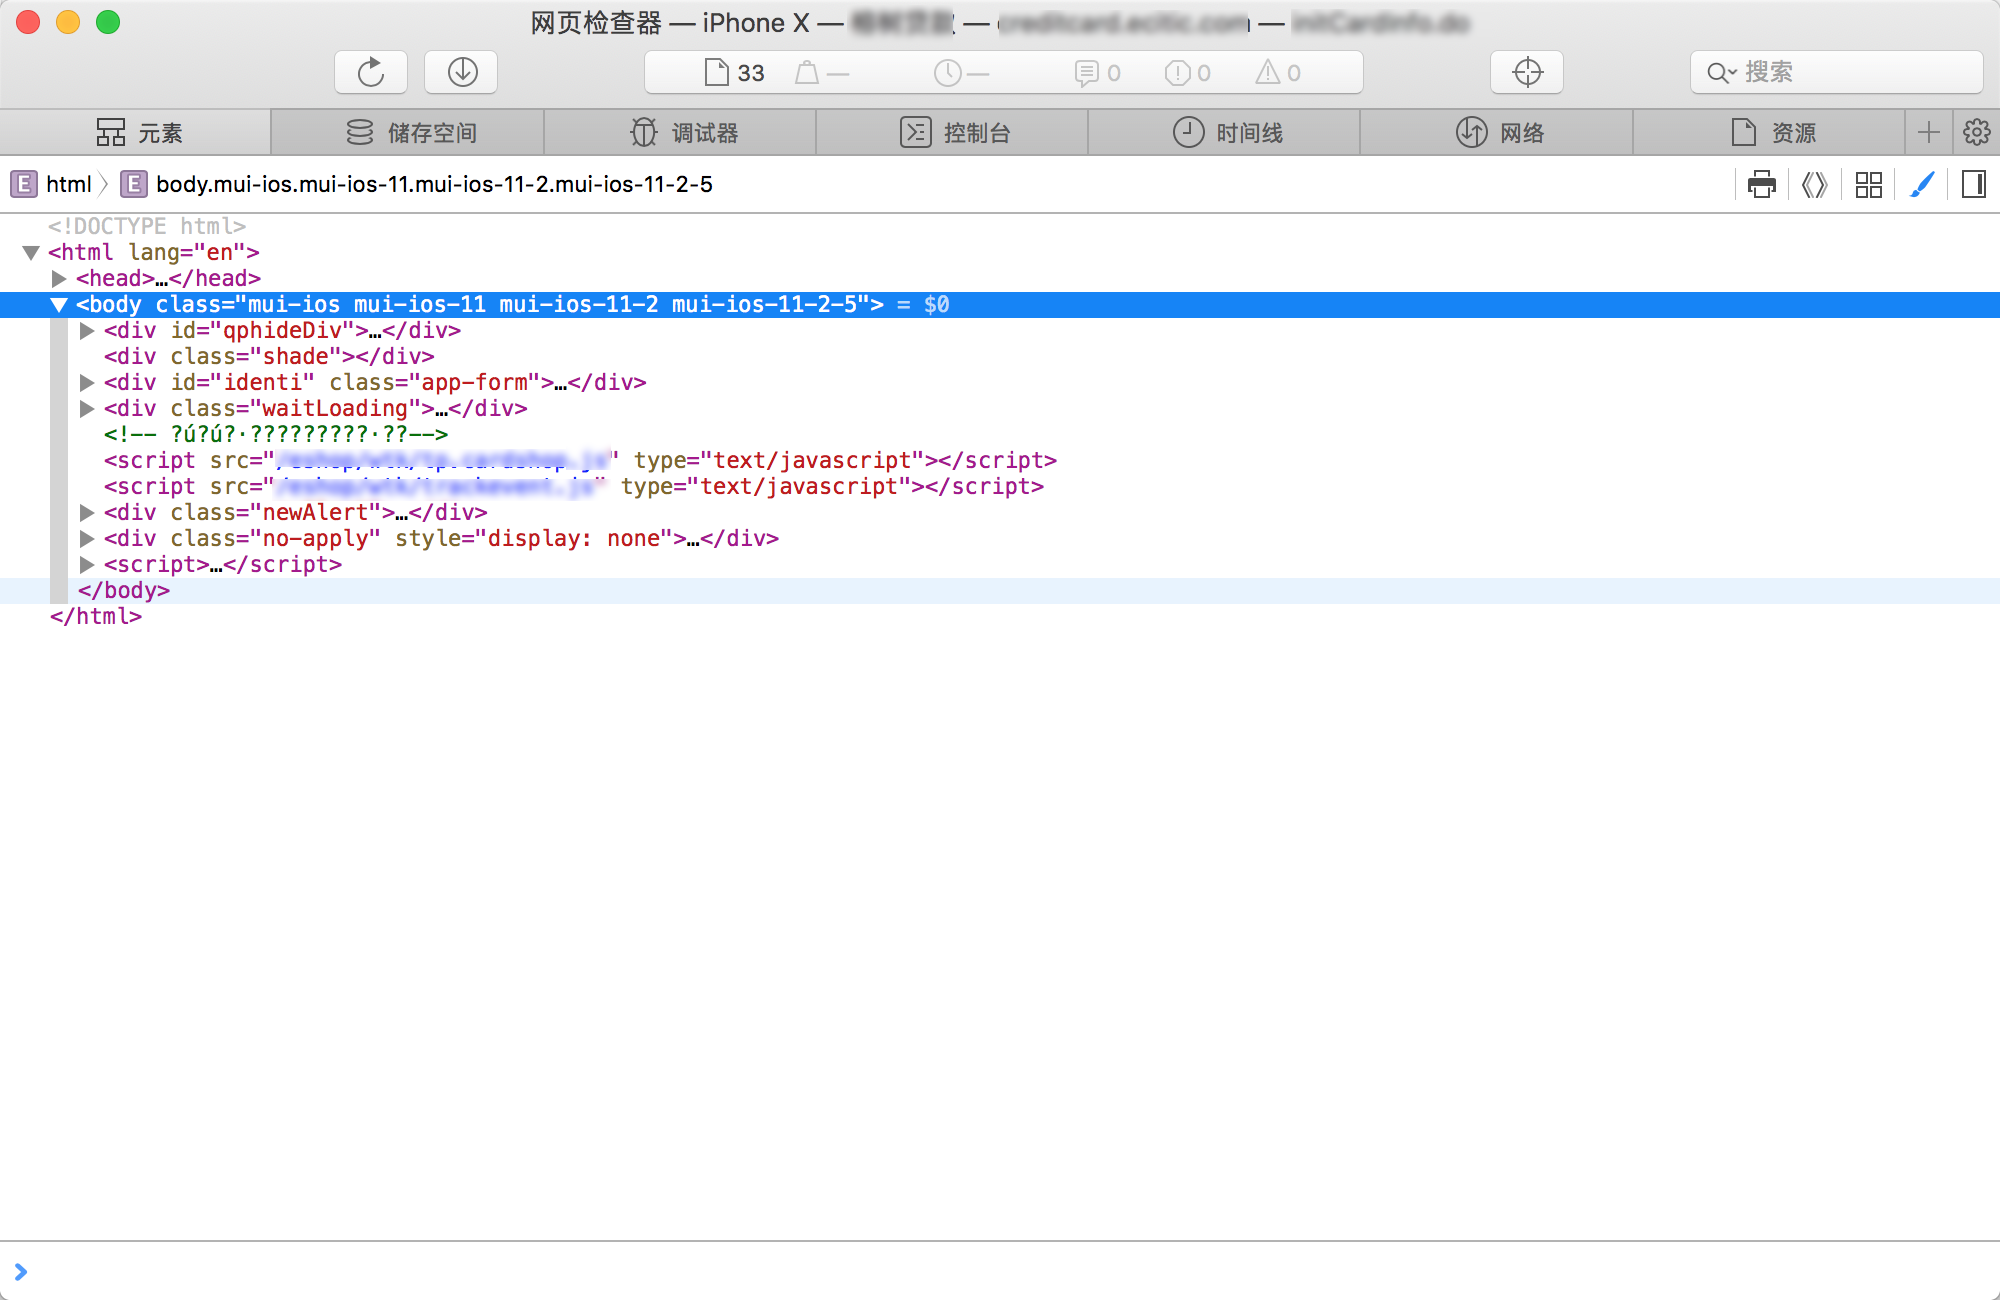 网页检查器 — iPhone X — — —
33 — — 0 0 0 搜索
元素 储存空间 调试器 控制台 时间线 网络 资源
E html E body.mui-ios.mui-ios-11.mui-ios-11-2.mui-ios-11-2-5
<!DOCTYPE html>
<html lang="en">
<head>…</head>
<body class="mui-ios mui-ios-11 mui-ios-11-2 mui-ios-11-2-5"> = $0
<div id="qphideDiv">…</div>
<div class="shade"></div>
<div id="identi" class="app-form">…</div>
<div class="waitLoading">…</div>
<!-- ?ú?ú?·?????????·??-->
<script src="" type="text/javascript"></script>
<script src="" type="text/javascript"></script>
<div class="newAlert">…</div>
<div class="no-apply" style="display: none">…</div>
<script>…</script>
</body>
</html>